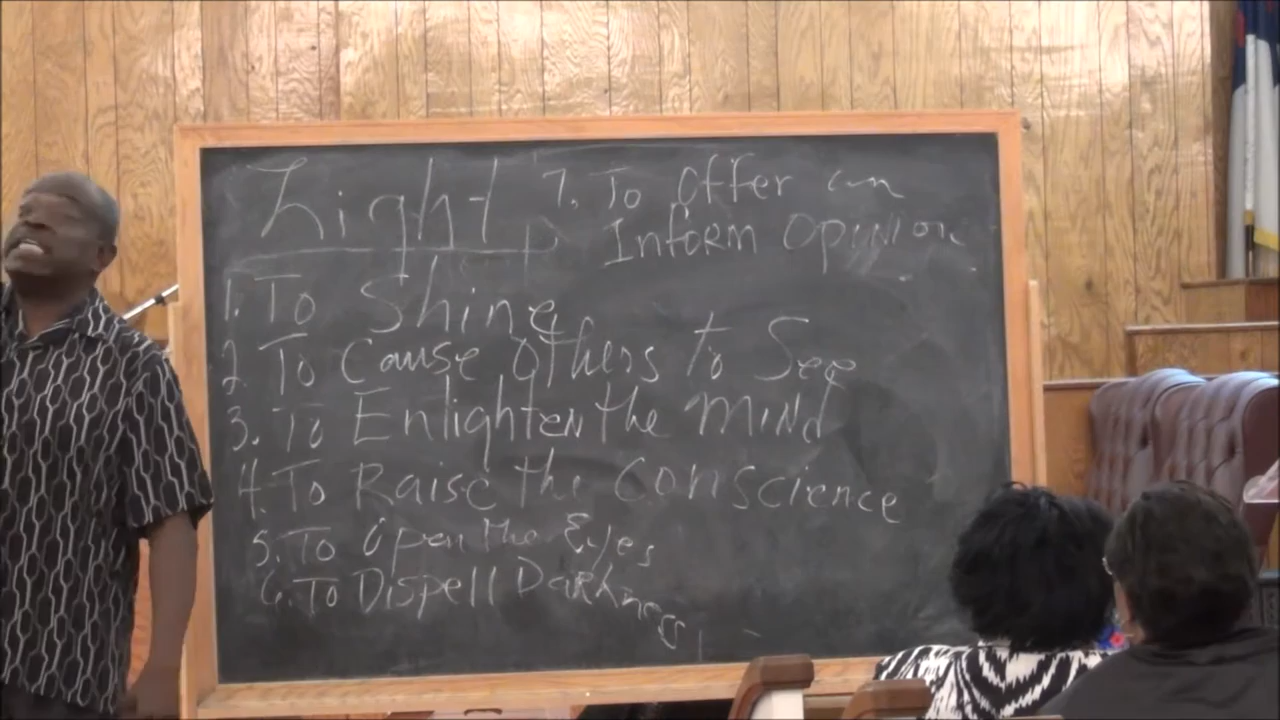 Light
1. To Shine
2. To Cause Others to See
3. To Enlighten the MIND
4. To Raise the Conscience
5. To Open the Eyes
6. To Dispell Darkness
7. To Offer an
Inform Opinion